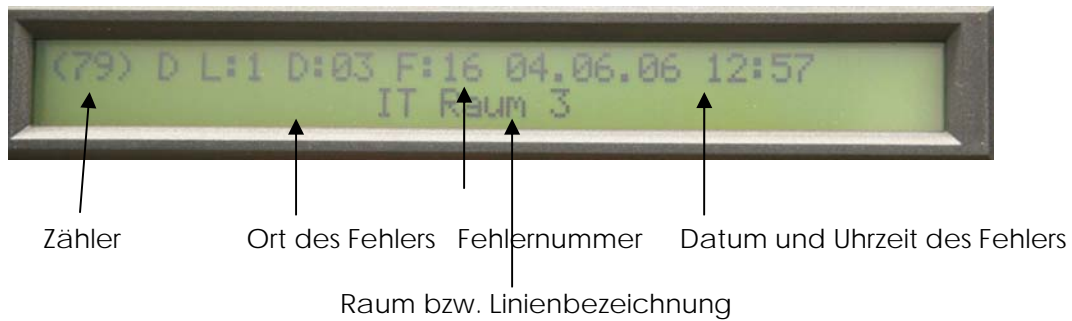 (79) D L:1 D:03 F:16 04.06.06 12:57
IT Raum 3
Zähler Ort des Fehlers Fehlernummer Datum und Uhrzeit des Fehlers
Raum bzw. Linienbezeichnung